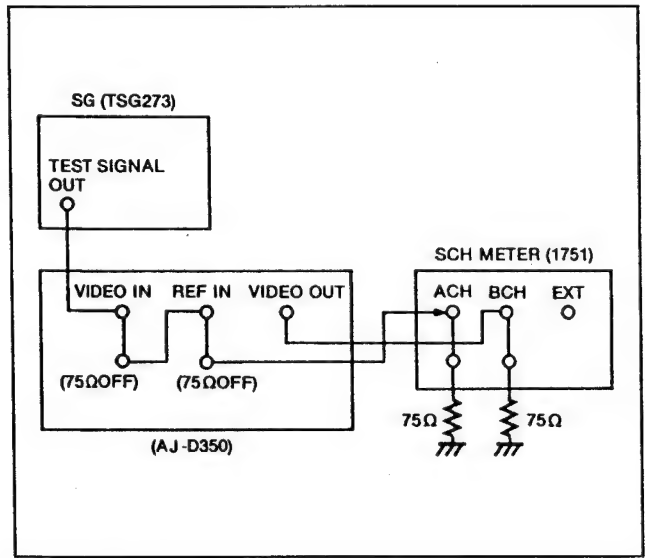 SG (TSG273)
TEST SIGNAL
OUT
SCH METER (1751)
VIDEO IN REF IN VIDEO OUT
ACH BCH EXT
(75ΩOFF) (75ΩOFF)
75Ω 75Ω
(AJ-D350)